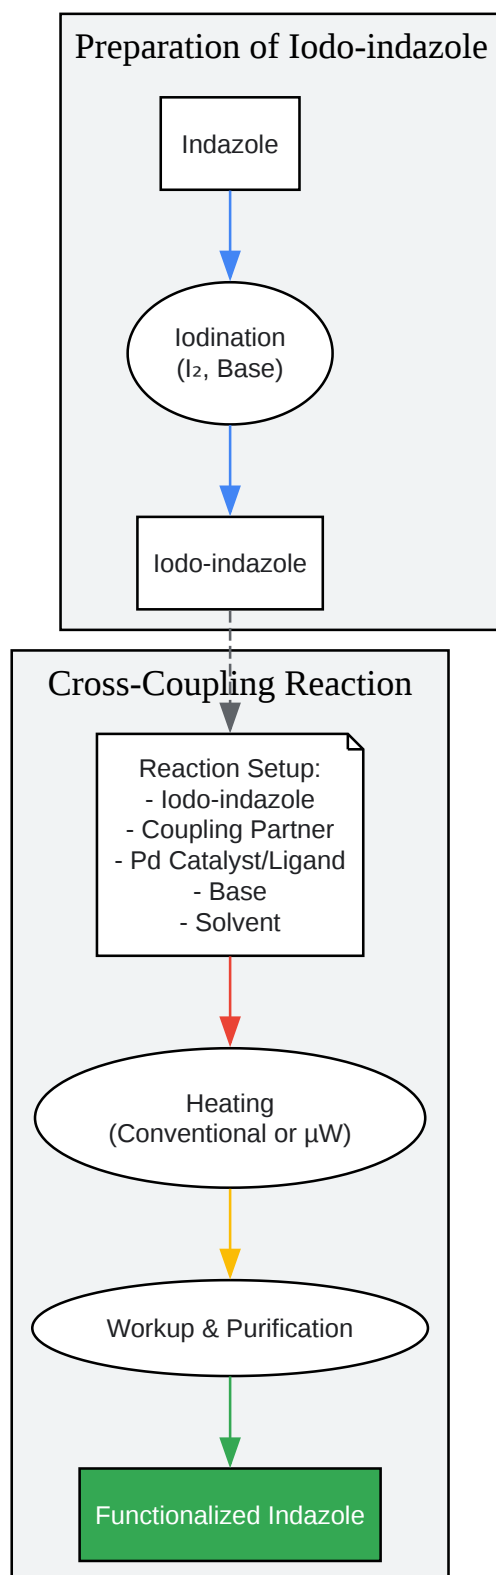 Preparation of Iodo-indazole
Indazole
Iodination
(I₂, Base)
Iodo-indazole
Cross-Coupling Reaction
Reaction Setup:
- Iodo-indazole
- Coupling Partner
- Pd Catalyst/Ligand
- Base
- Solvent
Heating
(Conventional or µW)
Workup & Purification
Functionalized Indazole